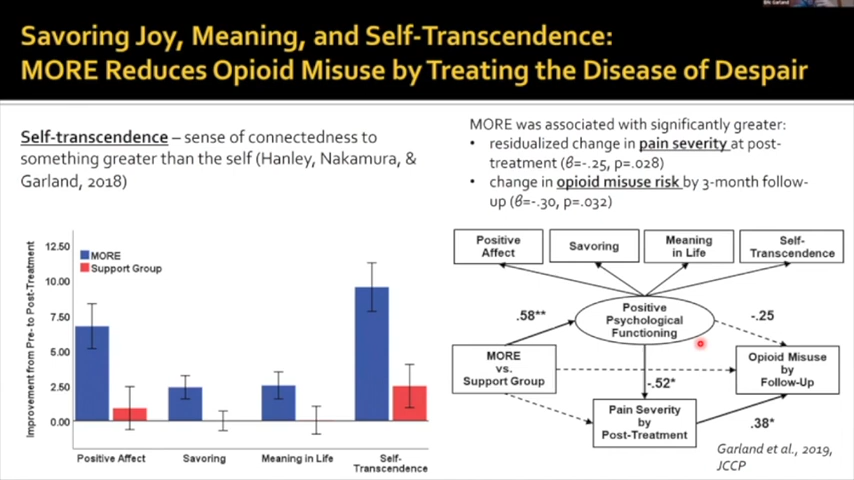 Eric Garland
Savoring Joy, Meaning, and Self-Transcendence:
MORE Reduces Opioid Misuse by Treating the Disease of Despair
Self-transcendence – sense of connectedness to
something greater than the self (Hanley, Nakamura, &
Garland, 2018)
MORE was associated with significantly greater:
• residualized change in pain severity at post-
treatment (β=-.25, p=.028)
• change in opioid misuse risk by 3-month follow-
up (β=-.30, p=.032)
Improvement from Pre- to Post-Treatment
12.50
10.00
7.50
5.00
2.50
0.00
MORE
Support Group
Positive Affect
Savoring
Meaning in Life
Self-
Transcendence
Positive
Affect
Savoring
Meaning
in Life
Self-
Transcendence
Positive
Psychological
Functioning
.58**
-.25
MORE
vs.
Support Group
Opioid Misuse
by
Follow-Up
-.52*
Pain Severity
by
Post-Treatment
.38*
Garland et al., 2019,
JCCP